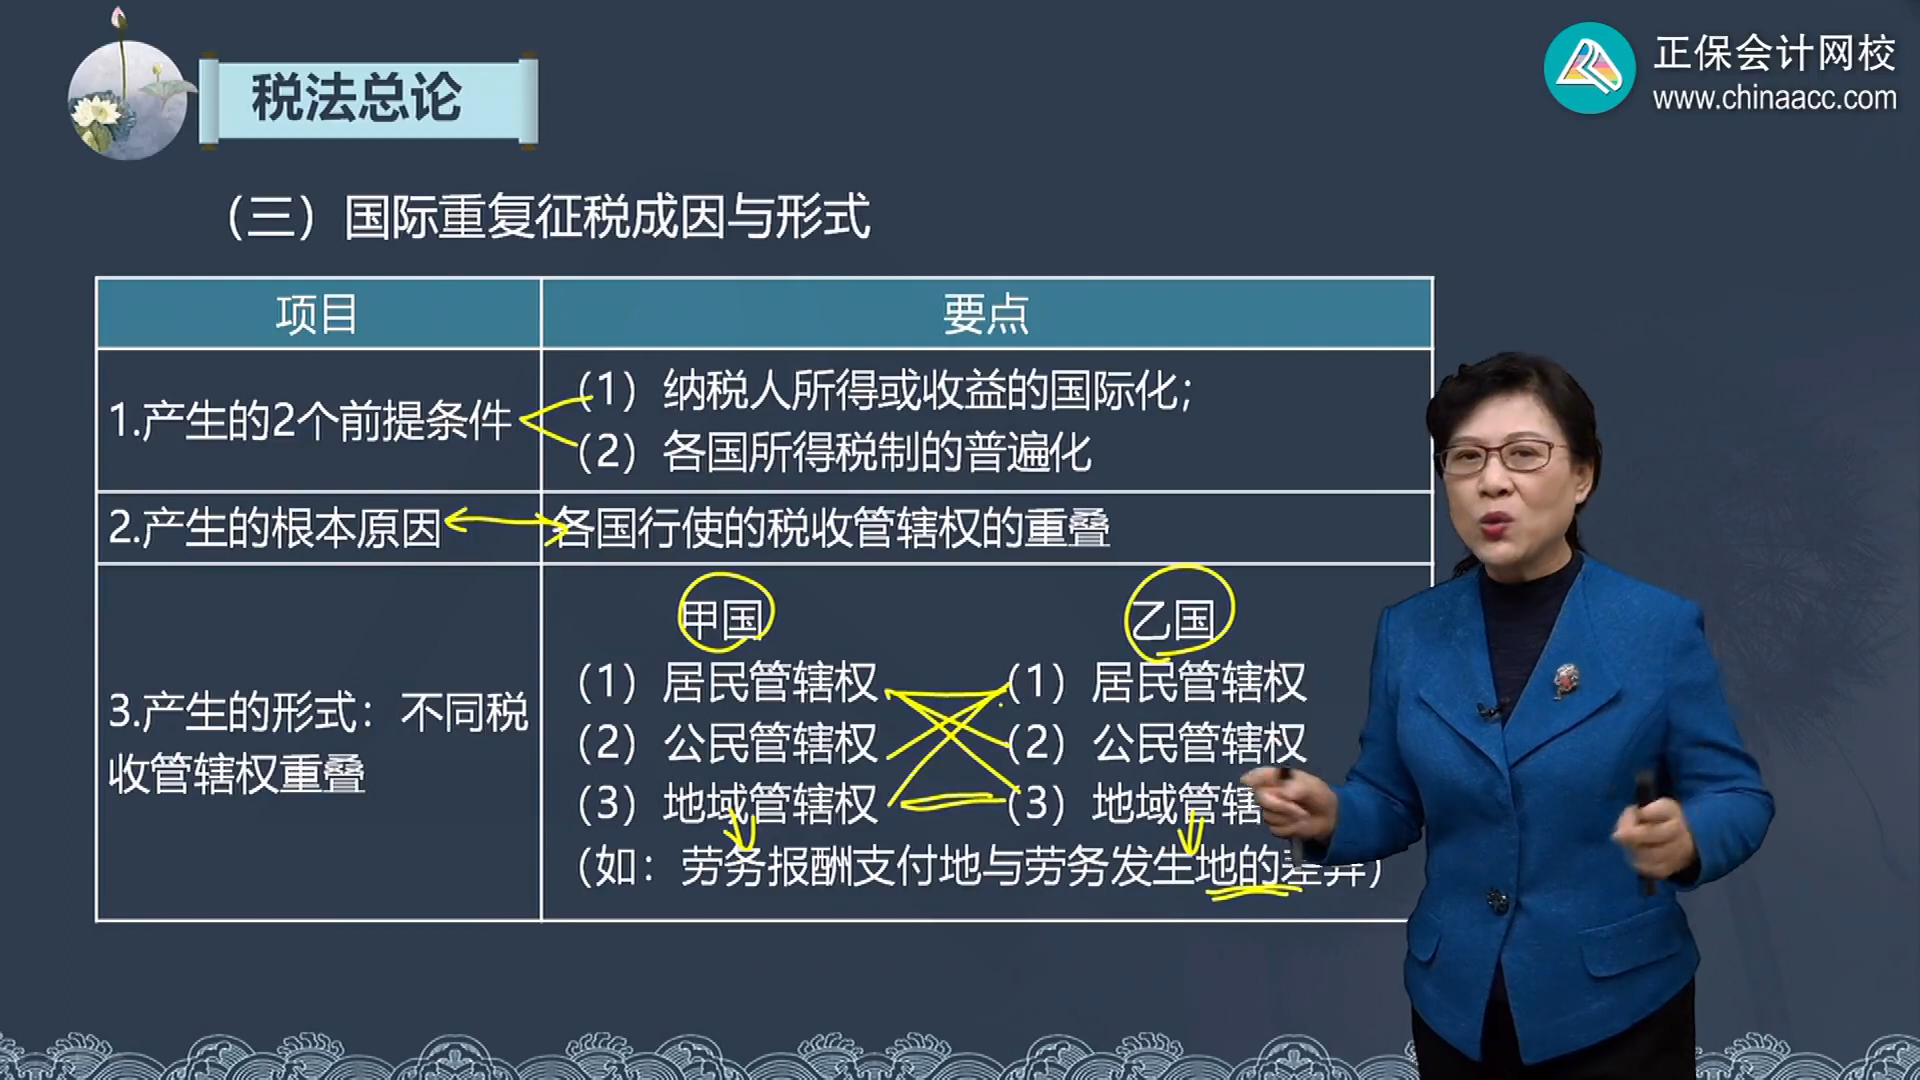 税法总论
正保会计网校
www.chinaacc.com
（三）国际重复征税成因与形式
项目 要点
1.产生的2个前提条件
（1）纳税人所得或收益的国际化；
（2）各国所得税制的普遍化
2.产生的根本原因 各国行使的税收管辖权的重叠
3.产生的形式：不同税
收管辖权重叠
甲国 乙国
（1）居民管辖权 （1）居民管辖权
（2）公民管辖权 （2）公民管辖权
（3）地域管辖权 （3）地域管辖
（如：劳务报酬支付地与劳务发生地的差异）